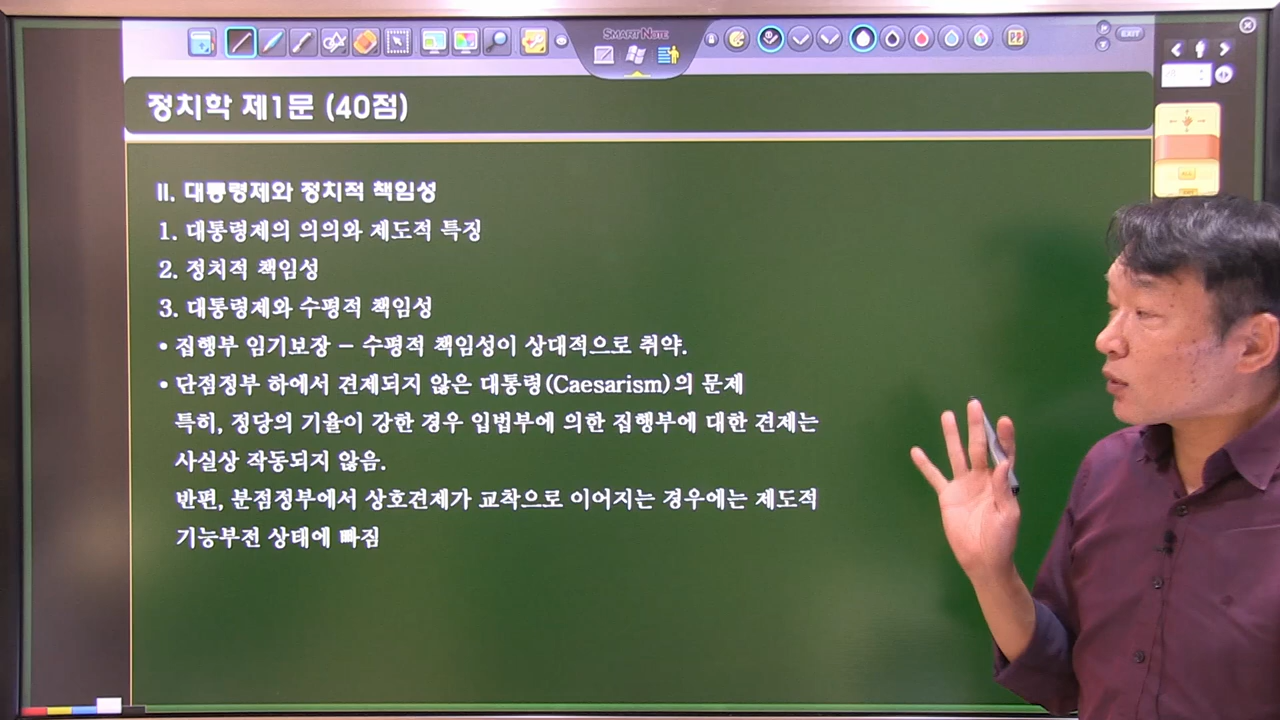 SMART NOTE
EXIT
정치학 제1문 (40점)
II. 대통령제와 정치적 책임성
1. 대통령제의 의의와 제도적 특징
2. 정치적 책임성
3. 대통령제와 수평적 책임성
• 집행부 임기보장 – 수평적 책임성이 상대적으로 취약.
• 단점정부 하에서 견제되지 않은 대통령(Caesarism)의 문제
특히, 정당의 기율이 강한 경우 입법부에 의한 집행부에 대한 견제는
사실상 작동되지 않음.
반편, 분점정부에서 상호견제가 교착으로 이어지는 경우에는 제도적
기능부전 상태에 빠짐